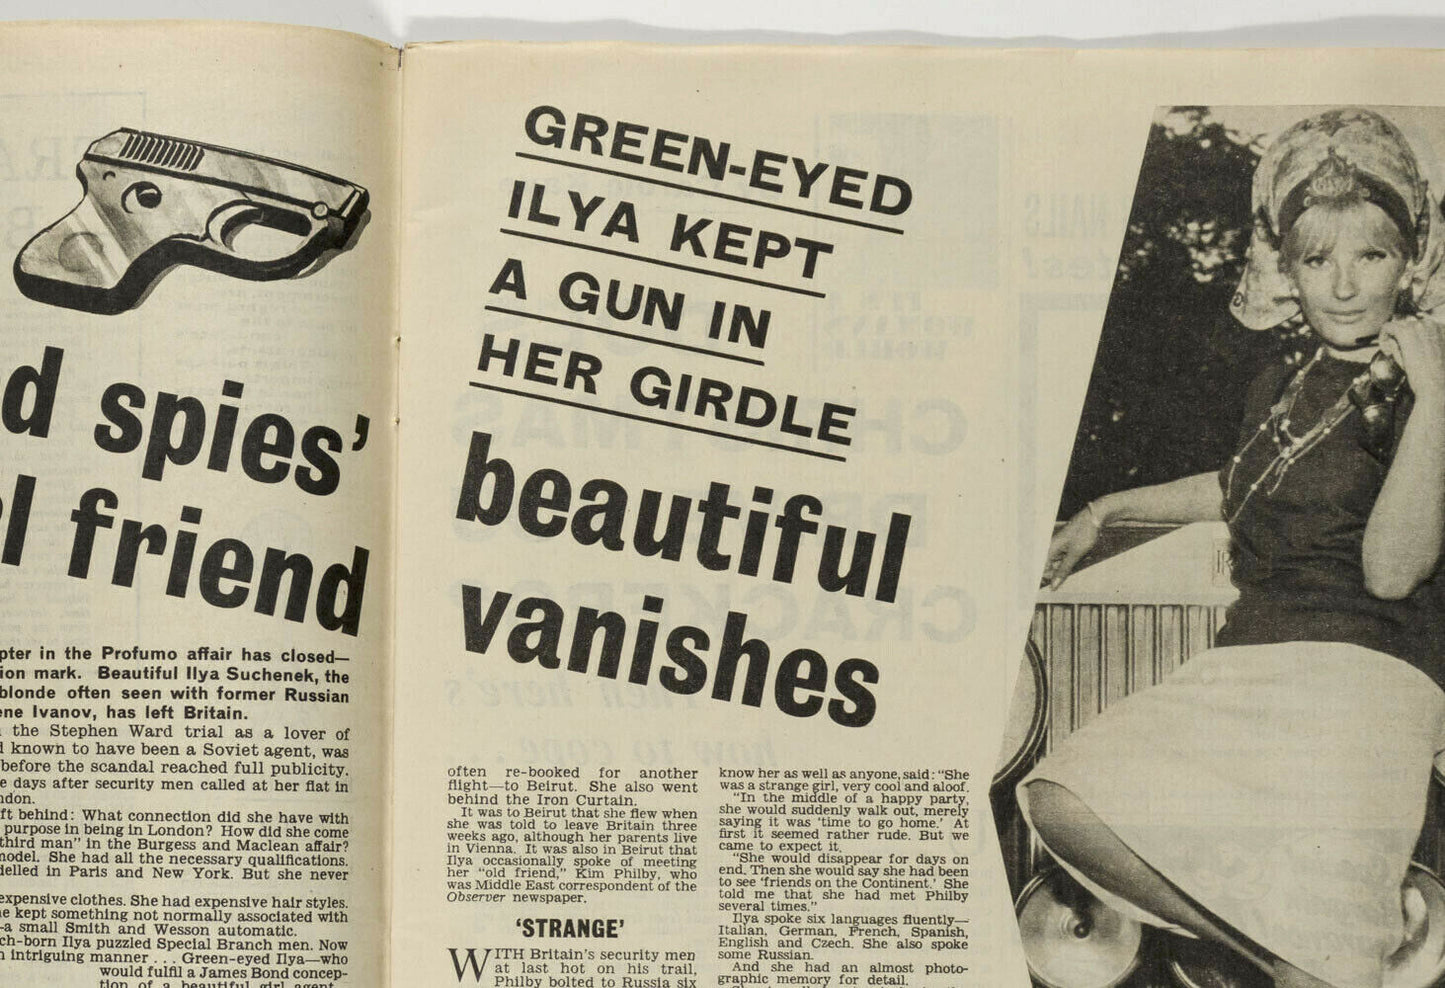 d spies'
l friend
pter in the Profumo affair has closed—
ion mark. Beautiful Ilya Suchenek, the
blonde often seen with former Russian
ene Ivanov, has left Britain.
the Stephen Ward trial as a lover of
d known to have been a Soviet agent, was
before the scandal reached full publicity.
e days after security men called at her flat in
ndon.
ft behind: What connection did she have with
purpose in being in London? How did she come
third man" in the Burgess and Maclean affair?
model. She had all the necessary qualifications.
delled in Paris and New York. But she never
expensive clothes. She had expensive hair styles.
e kept something not normally associated with
—a small Smith and Wesson automatic.
ch-born Ilya puzzled Special Branch men. Now
n intriguing manner . . . Green-eyed Ilya—who
would fulfil a James Bond concep-
tion of a beautiful girl agent
GREEN-EYED
ILYA KEPT
A GUN IN
HER GIRDLE
beautiful
vanishes
often re-booked for another
flight—to Beirut. She also went
behind the Iron Curtain.
It was to Beirut that she flew when
she was told to leave Britain three
weeks ago, although her parents live
in Vienna. It was also in Beirut that
Ilya occasionally spoke of meeting
her "old friend," Kim Philby, who
was Middle East correspondent of the
Observer newspaper.
'STRANGE'
WITH Britain's security men
at last hot on his trail,
Philby bolted to Russia six
know her as well as anyone, said: "She
was a strange girl, very cool and aloof.
"In the middle of a happy party,
she would suddenly walk out, merely
saying it was 'time to go home.' At
first it seemed rather rude. But we
came to expect it.
"She would disappear for days on
end. Then she would say she had been
to see 'friends on the Continent.' She
told me that she had met Philby
several times."
Ilya spoke six languages fluently—
Italian, German, French, Spanish,
English and Czech. She also spoke
some Russian.
And she had an almost photo-
graphic memory for detail.